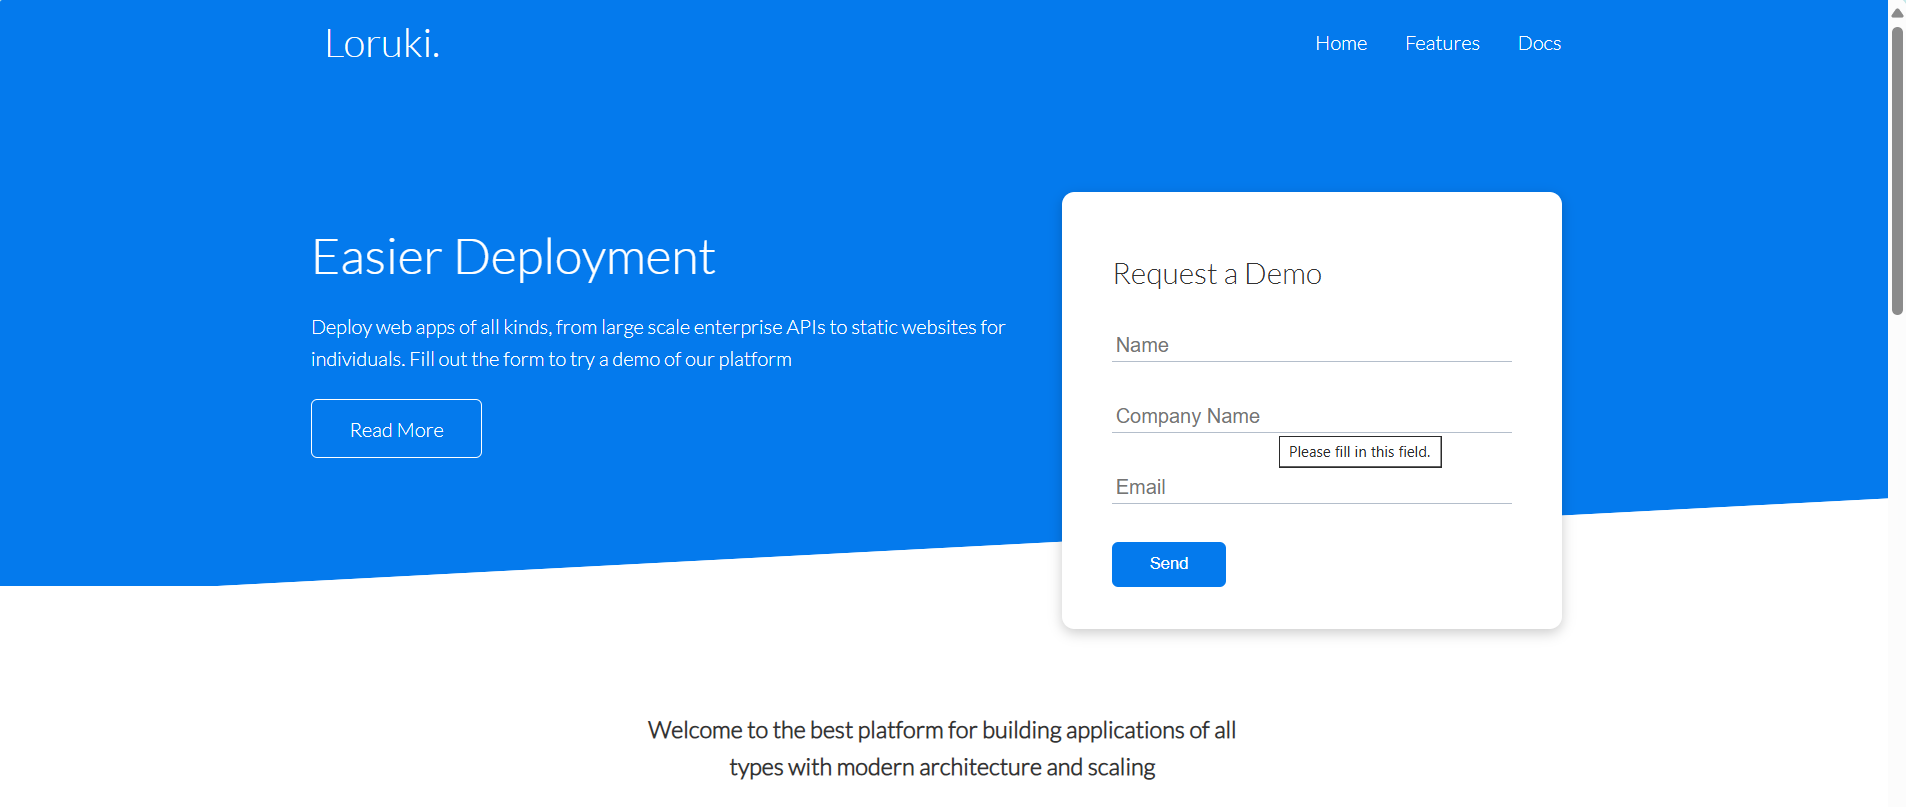 Loruki.
Home Features Docs
Easier Deployment
Deploy web apps of all kinds, from large scale enterprise APIs to static websites for
individuals. Fill out the form to try a demo of our platform
Read More
Request a Demo
Name
Company Name
Please fill in this field.
Email
Send
Welcome to the best platform for building applications of all
types with modern architecture and scaling